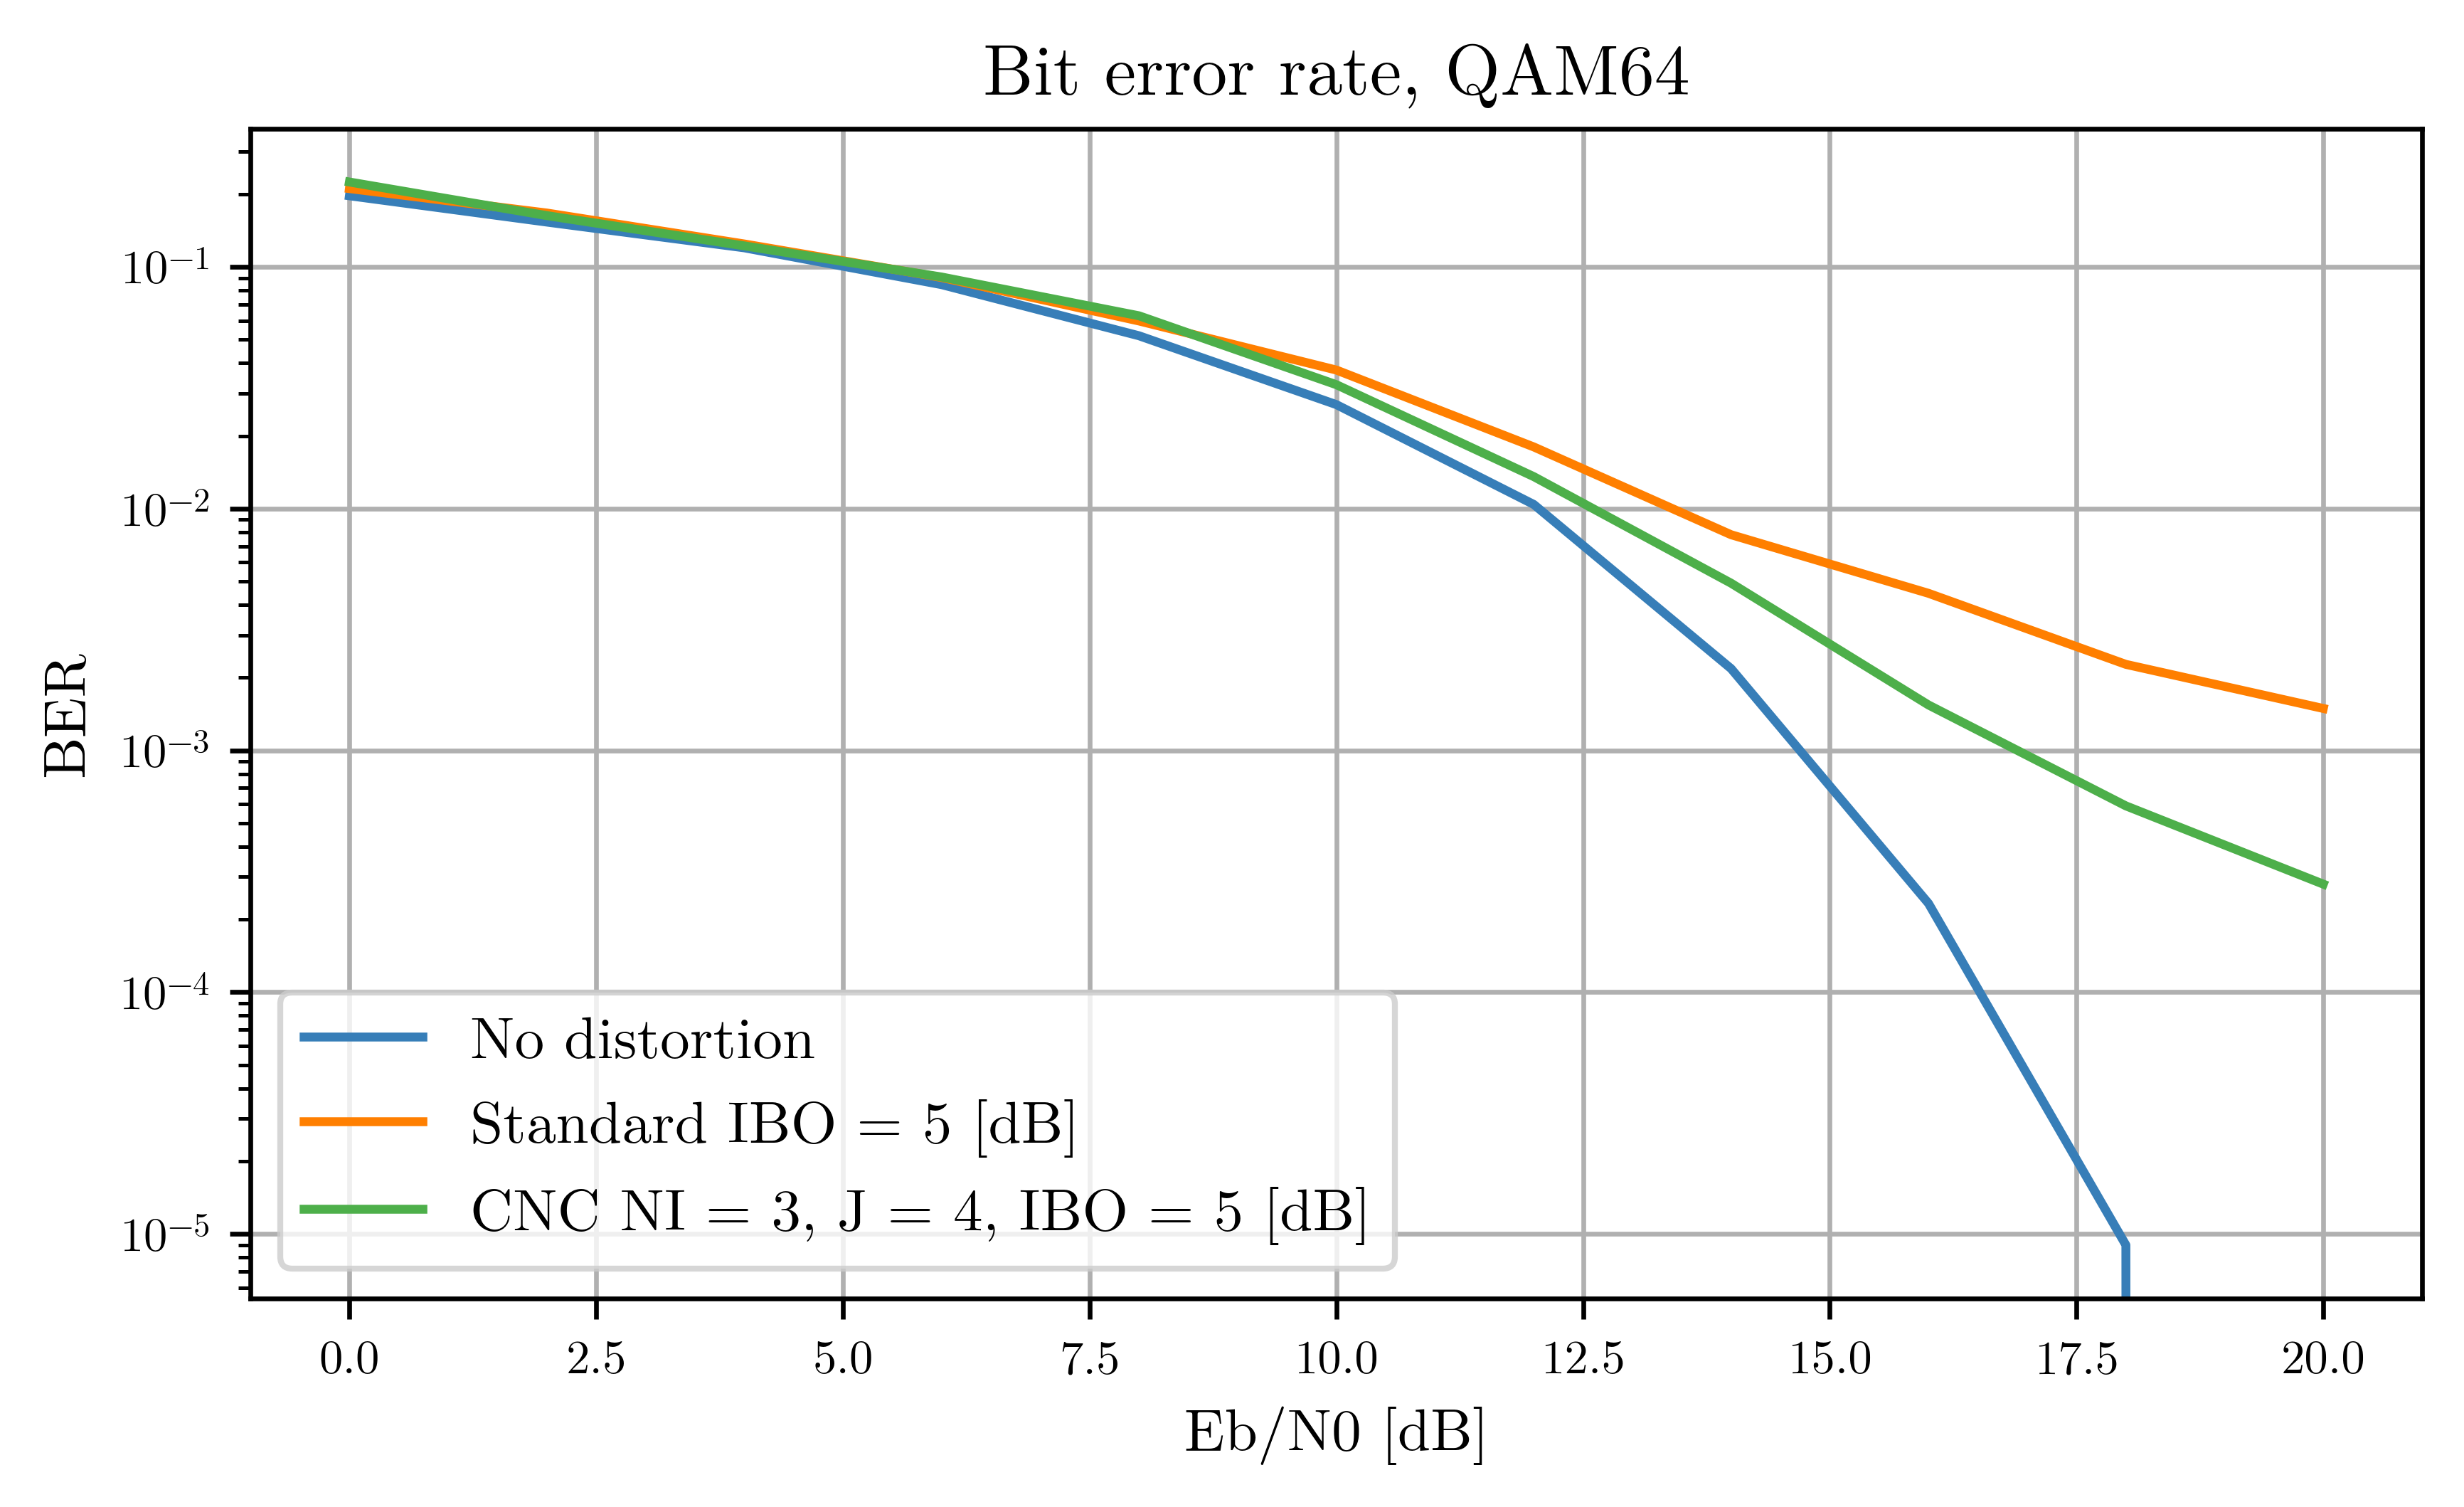 Bit error rate, QAM64
BER
10⁻¹
10⁻²
10⁻³
10⁻⁴
10⁻⁵
No distortion
Standard IBO = 5 [dB]
CNC NI = 3, J = 4, IBO = 5 [dB]
0.0 2.5 5.0 7.5 10.0 12.5 15.0 17.5 20.0
Eb/N0 [dB]